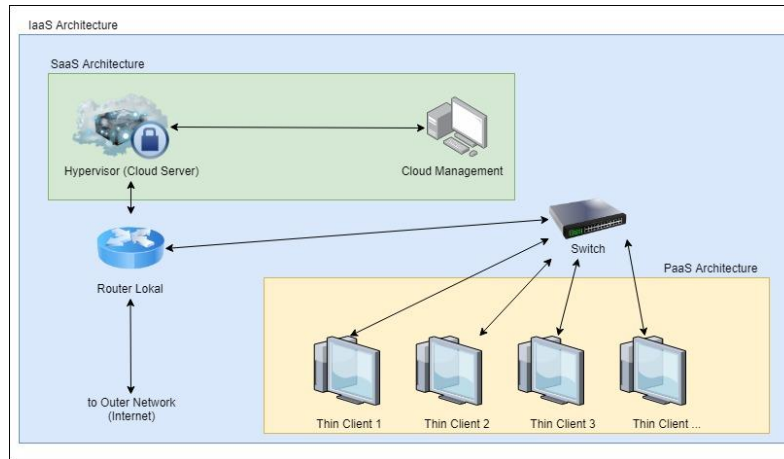 IaaS Architecture
SaaS Architecture
Hypervisor (Cloud Server)
Cloud Management
Switch
Router Lokal
PaaS Architecture
to Outer Network
(Internet)
Thin Client 1
Thin Client 2
Thin Client 3
Thin Client ...